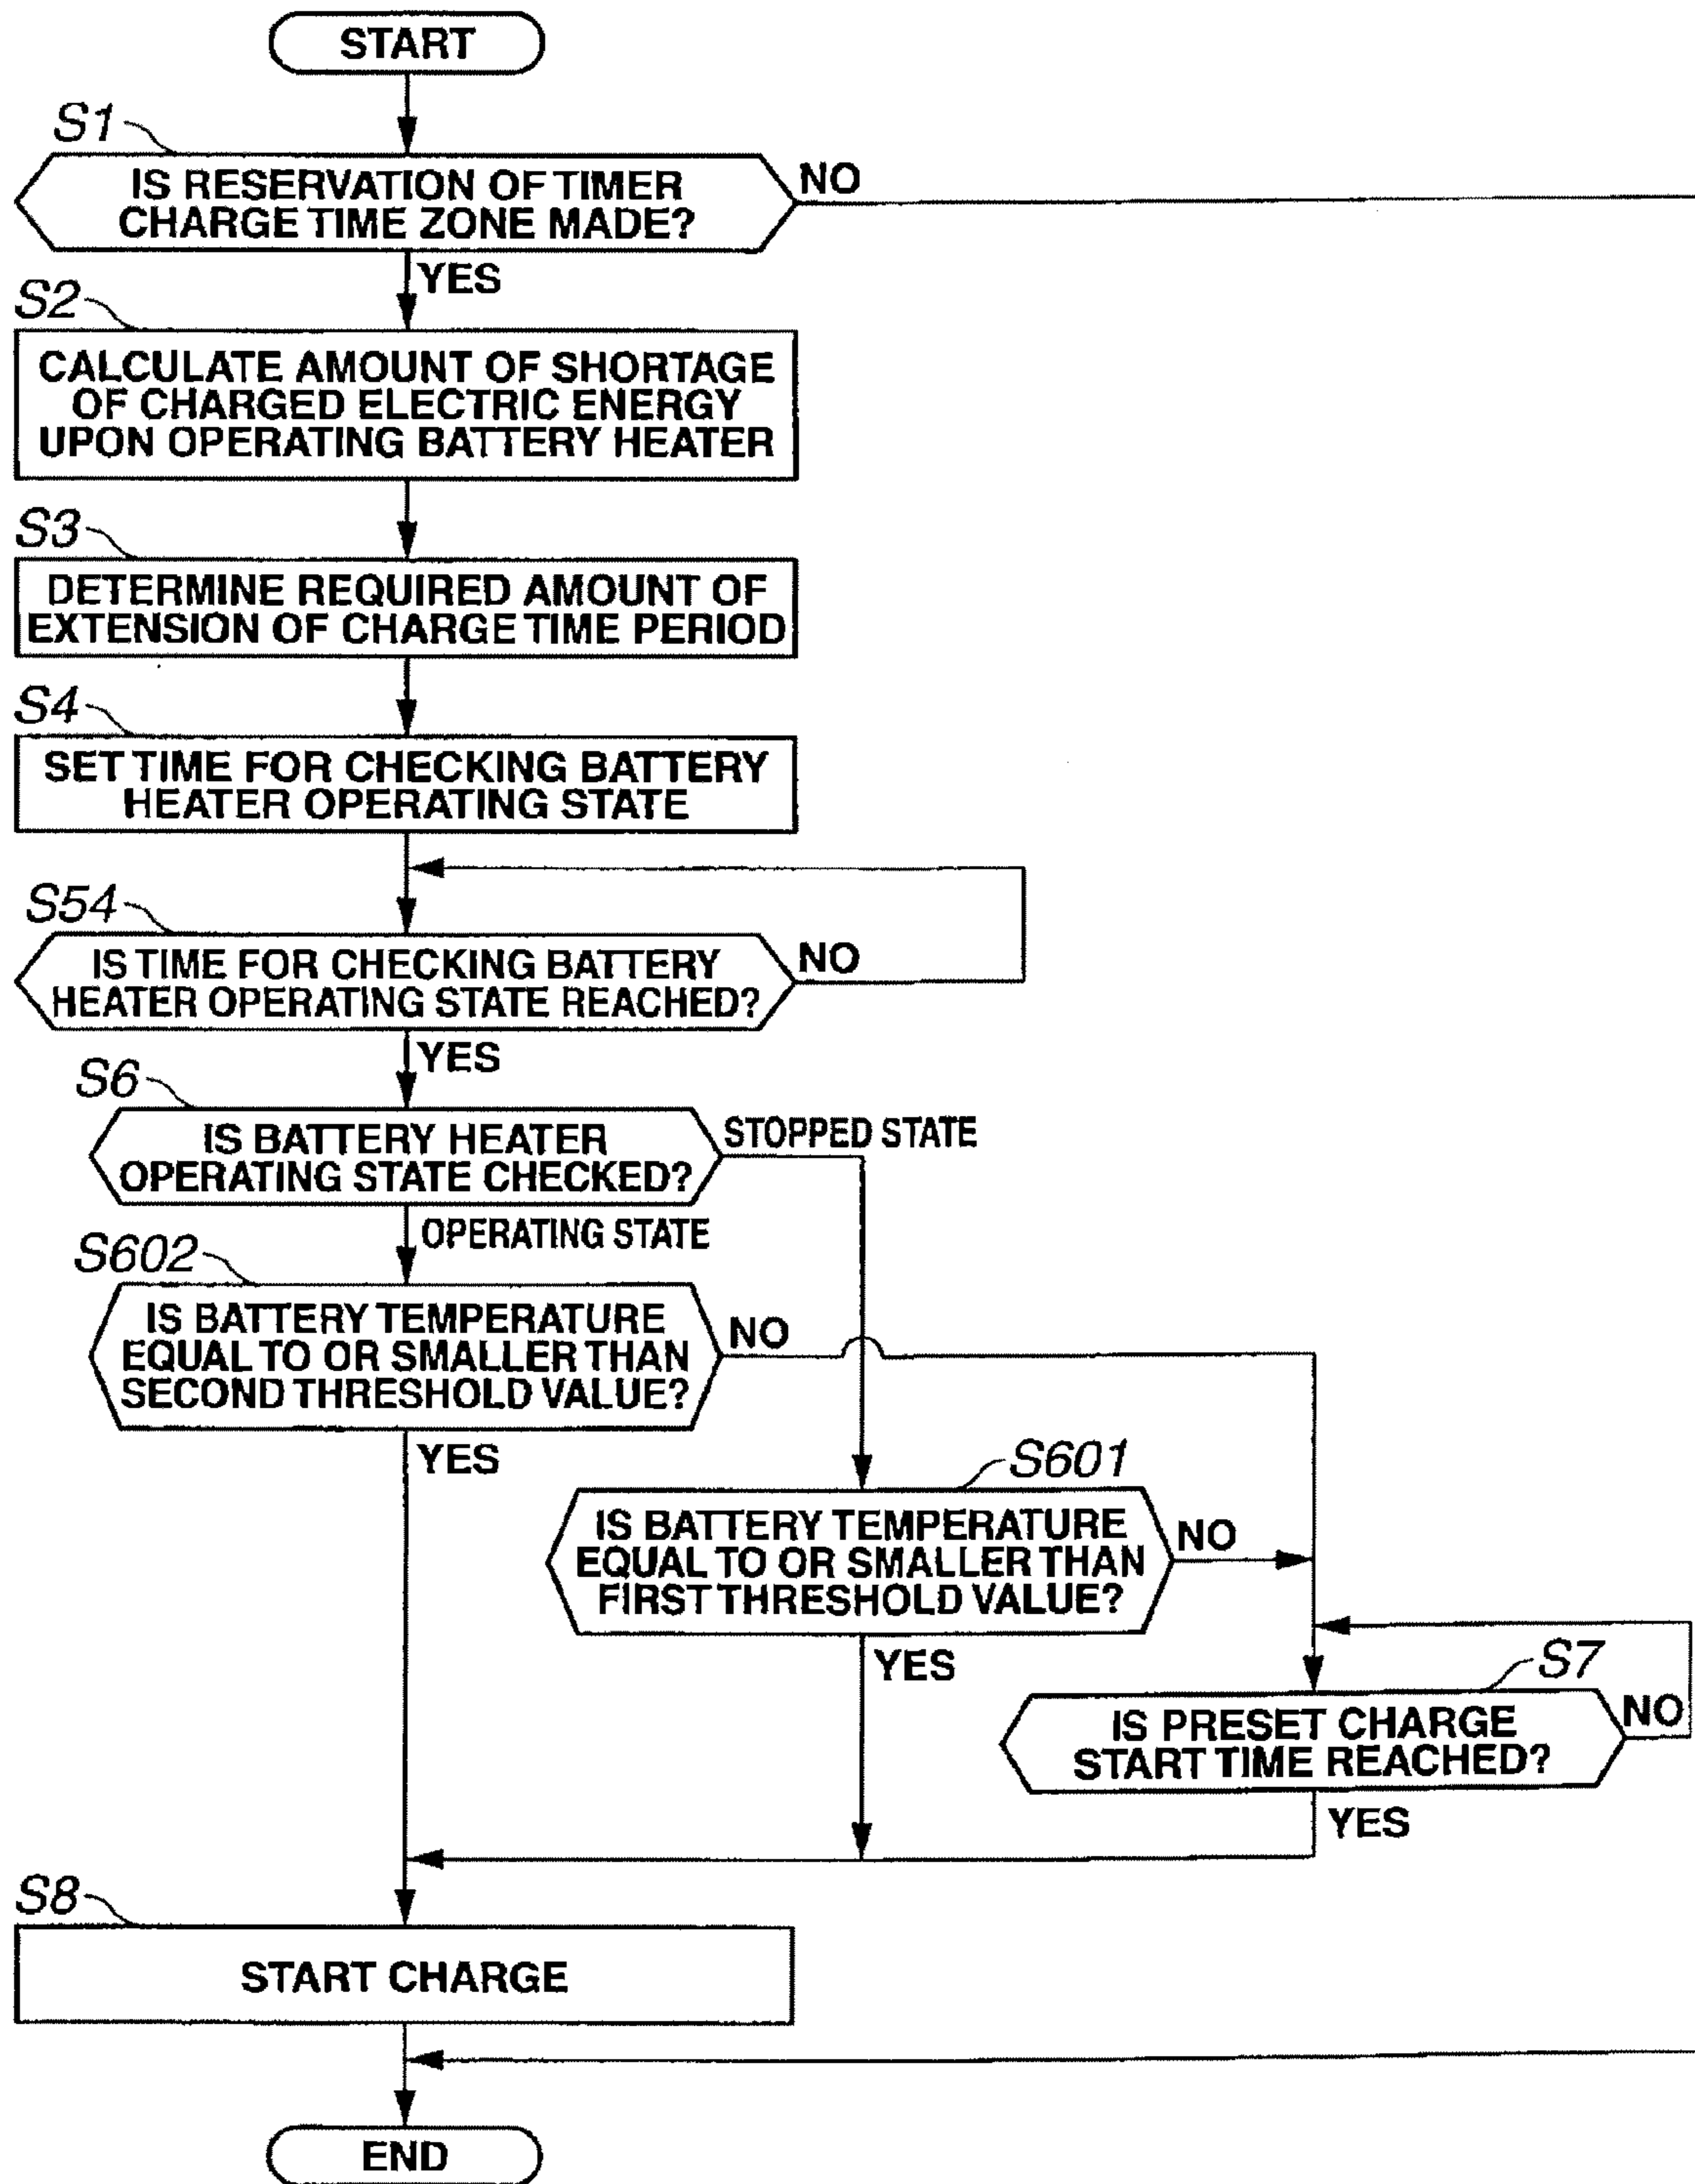 START
S1
IS RESERVATION OF TIMER
CHARGE TIME ZONE MADE?
NO
YES
S2
CALCULATE AMOUNT OF SHORTAGE
OF CHARGED ELECTRIC ENERGY
UPON OPERATING BATTERY HEATER
S3
DETERMINE REQUIRED AMOUNT OF
EXTENSION OF CHARGE TIME PERIOD
S4
SET TIME FOR CHECKING BATTERY
HEATER OPERATING STATE
S54
IS TIME FOR CHECKING BATTERY
HEATER OPERATING STATE REACHED?
NO
YES
S6
IS BATTERY HEATER
OPERATING STATE CHECKED?
STOPPED STATE
OPERATING STATE
S602
IS BATTERY TEMPERATURE
EQUAL TO OR SMALLER THAN
SECOND THRESHOLD VALUE?
NO
YES
S601
IS BATTERY TEMPERATURE
EQUAL TO OR SMALLER THAN
FIRST THRESHOLD VALUE?
NO
YES
S7
IS PRESET CHARGE
START TIME REACHED?
NO
YES
S8
START CHARGE
END